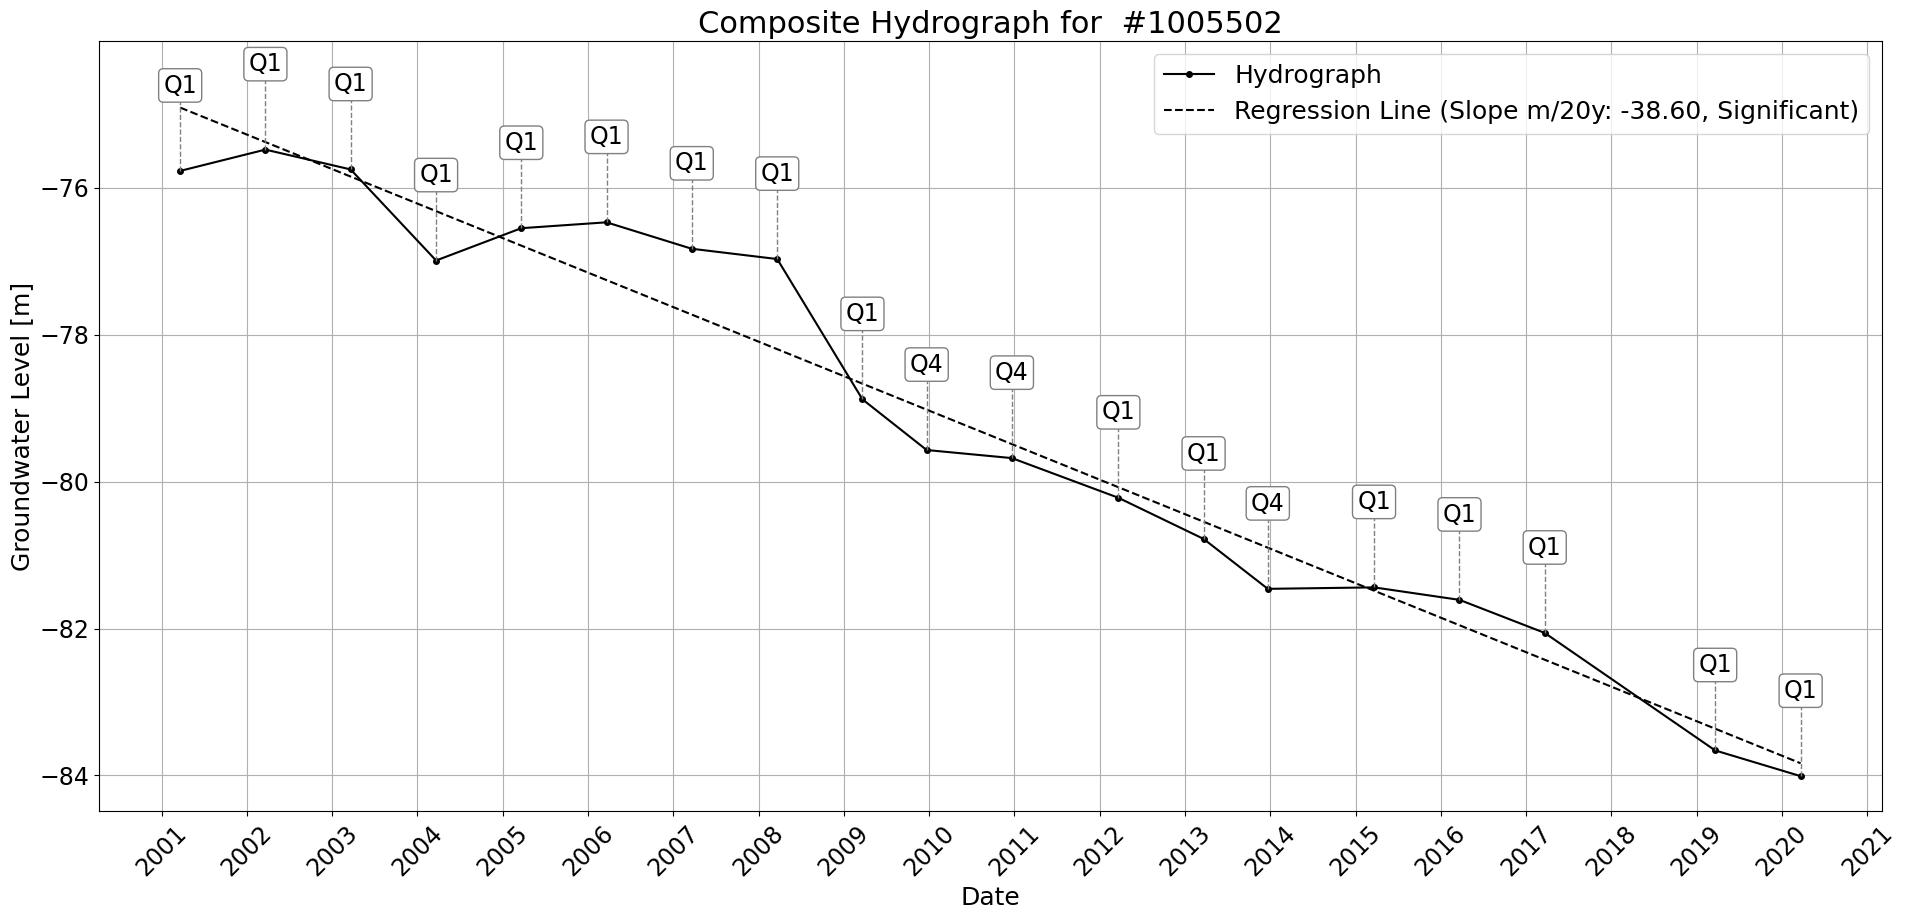 Composite Hydrograph for  #1005502
Hydrograph
Regression Line (Slope m/20y: -38.60, Significant)
Q1
Q1
Q1
Q1
Q1
Q1
Q1
Q1
Q1
Q4
Q4
Q1
Q1
Q4
Q1
Q1
Q1
Q1
Q1
Groundwater Level [m]
−76
−78
−80
−82
−84
2001
2002
2003
2004
2005
2006
2007
2008
2009
2010
2011
2012
2013
2014
2015
2016
2017
2018
2019
2020
2021
Date